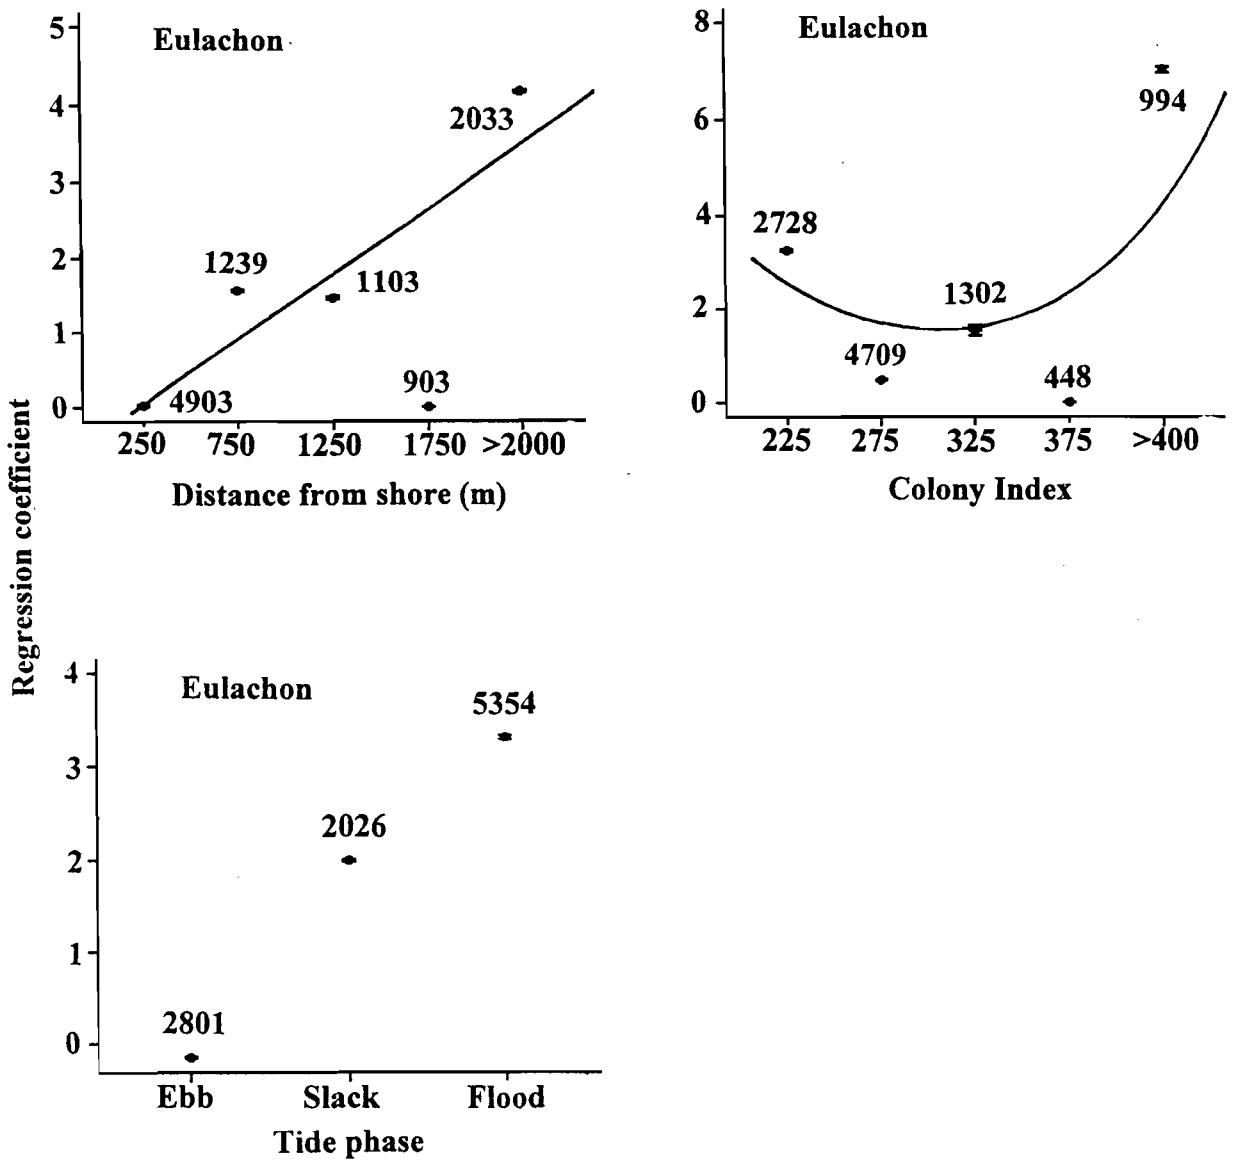 Eulachon
5
4
3
2
1
0
2033
1239
1103
903
4903
250 750 1250 1750 >2000
Distance from shore (m)
Eulachon
8
6
4
2
0
994
2728
1302
4709
448
225 275 325 375 >400
Colony Index
Regression coefficient
Eulachon
4
3
2
1
0
5354
2026
2801
Ebb Slack Flood
Tide phase